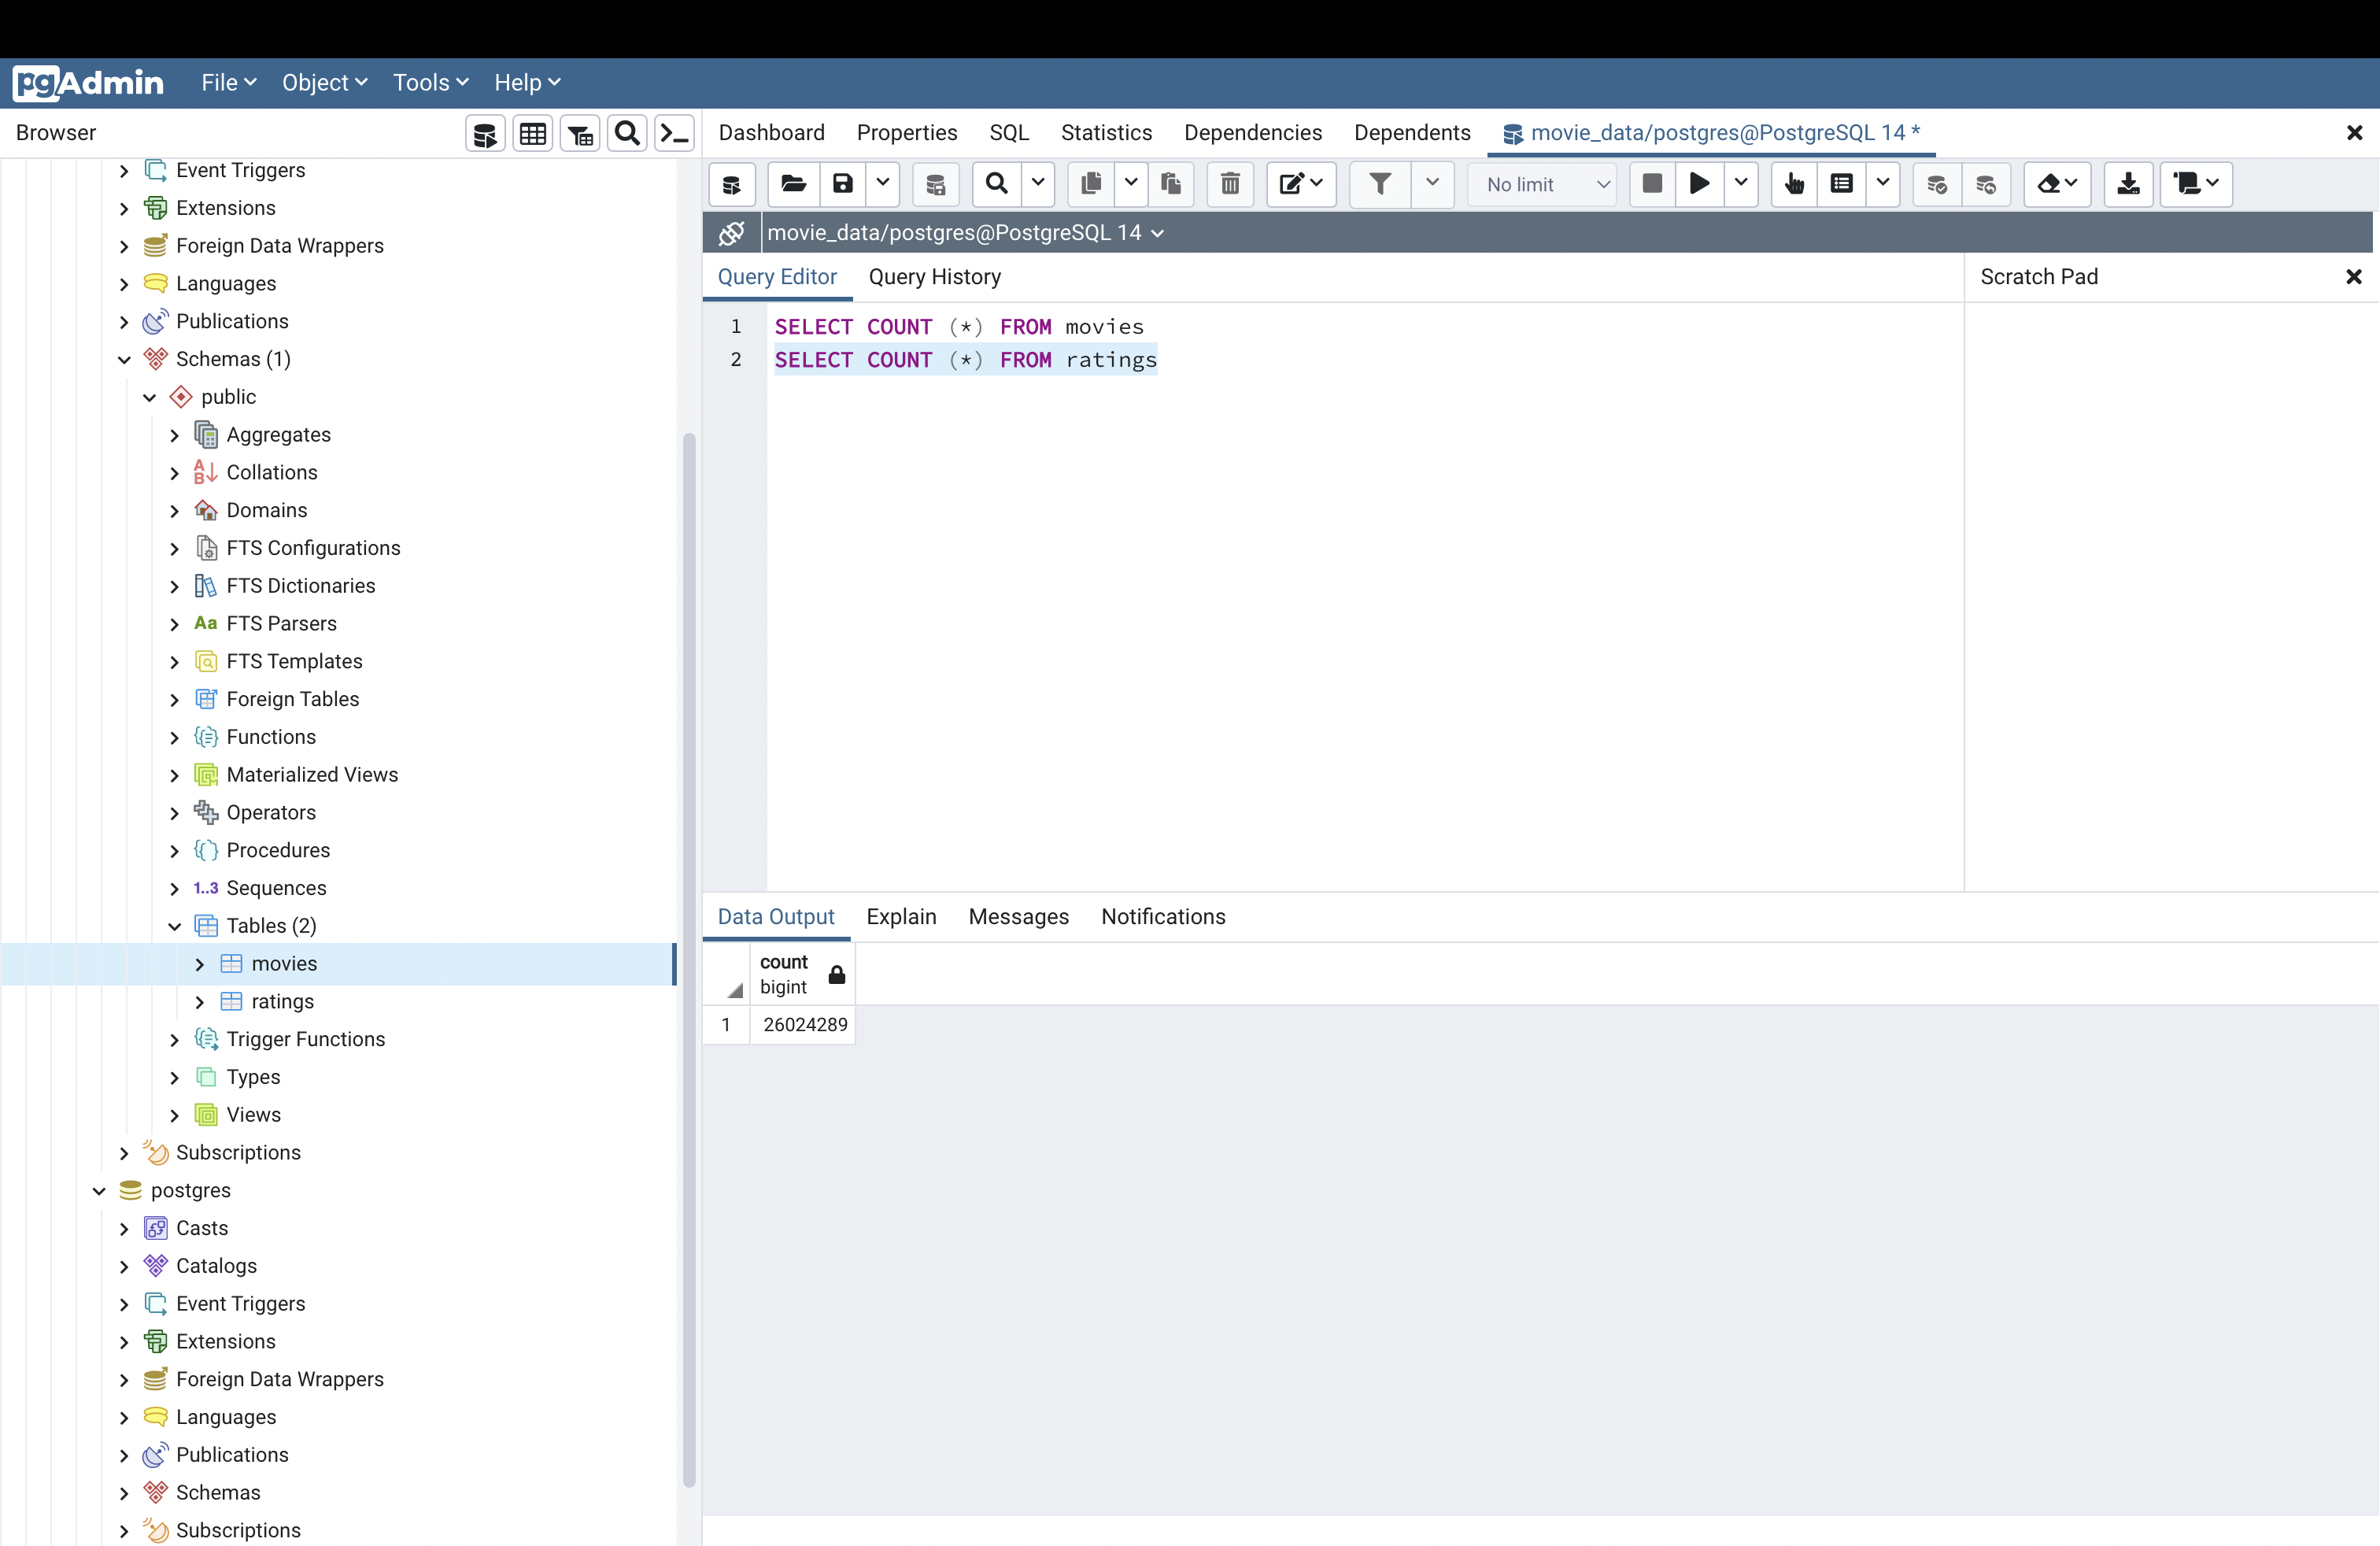 pgAdmin File Object Tools Help
Browser
Dashboard Properties SQL Statistics Dependencies Dependents movie_data/postgres@PostgreSQL 14 *
No limit
movie_data/postgres@PostgreSQL 14
Query Editor Query History
Scratch Pad
1 SELECT COUNT (*) FROM movies
2 SELECT COUNT (*) FROM ratings
Data Output Explain Messages Notifications
count
bigint
1 26024289
Event Triggers
Extensions
Foreign Data Wrappers
Languages
Publications
Schemas (1)
public
Aggregates
Collations
Domains
FTS Configurations
FTS Dictionaries
Aa FTS Parsers
FTS Templates
Foreign Tables
Functions
Materialized Views
Operators
Procedures
1..3 Sequences
Tables (2)
movies
ratings
Trigger Functions
Types
Views
Subscriptions
postgres
Casts
Catalogs
Event Triggers
Extensions
Foreign Data Wrappers
Languages
Publications
Schemas
Subscriptions